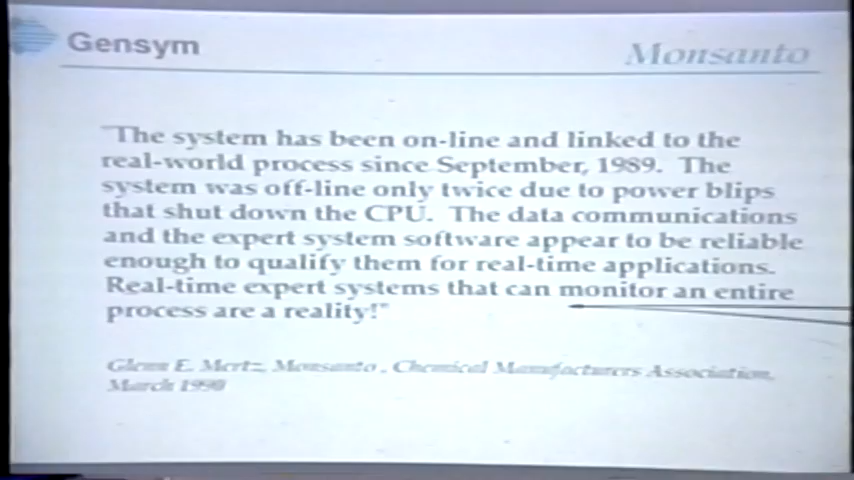 Gensym
Monsanto
"The system has been on-line and linked to the
real-world process since September, 1989. The
system was off-line only twice due to power blips
that shut down the CPU. The data communications
and the expert system software appear to be reliable
enough to qualify them for real-time applications.
Real-time expert systems that can monitor an entire
process are a reality!"
Glenn E. Mertz, Monsanto , Chemical Manufacturers Association,
March 1990